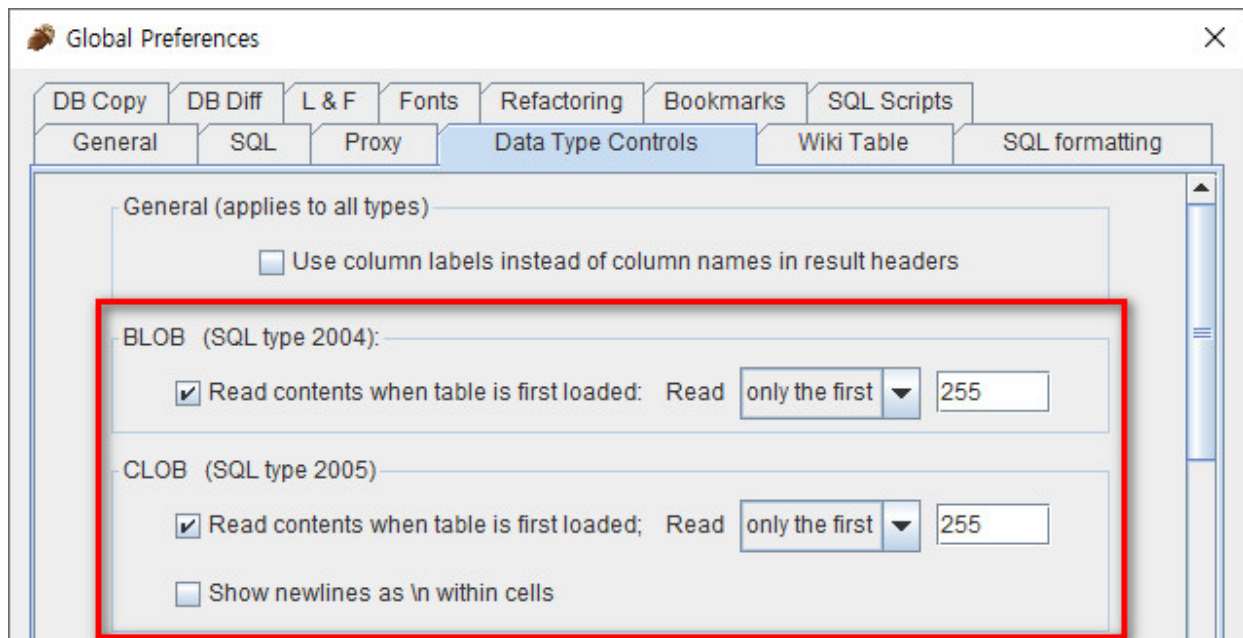 Global Preferences
DB Copy DB Diff L & F Fonts Refactoring Bookmarks SQL Scripts
General SQL Proxy Data Type Controls Wiki Table SQL formatting
General (applies to all types)
Use column labels instead of column names in result headers
BLOB (SQL type 2004):
Read contents when table is first loaded: Read only the first 255
CLOB (SQL type 2005)
Read contents when table is first loaded; Read only the first 255
Show newlines as \n within cells